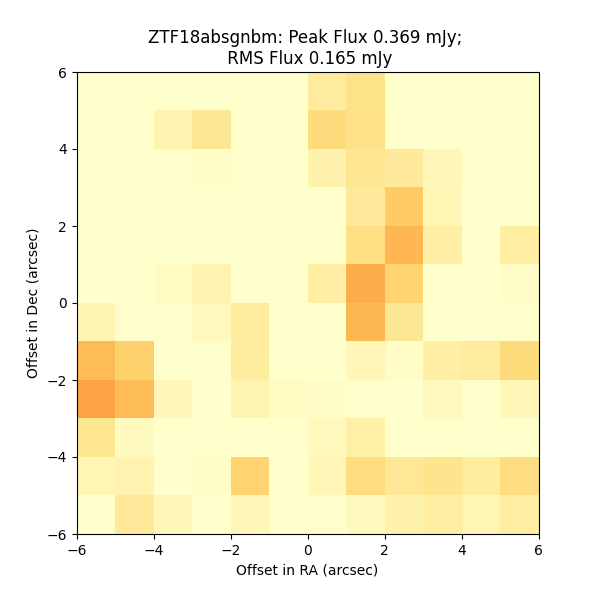 ZTF18absgnbm: Peak Flux 0.369 mJy;
RMS Flux 0.165 mJy
6
4
2
0
−2
−4
−6
Offset in Dec (arcsec)
−6 −4 −2 0 2 4 6
Offset in RA (arcsec)